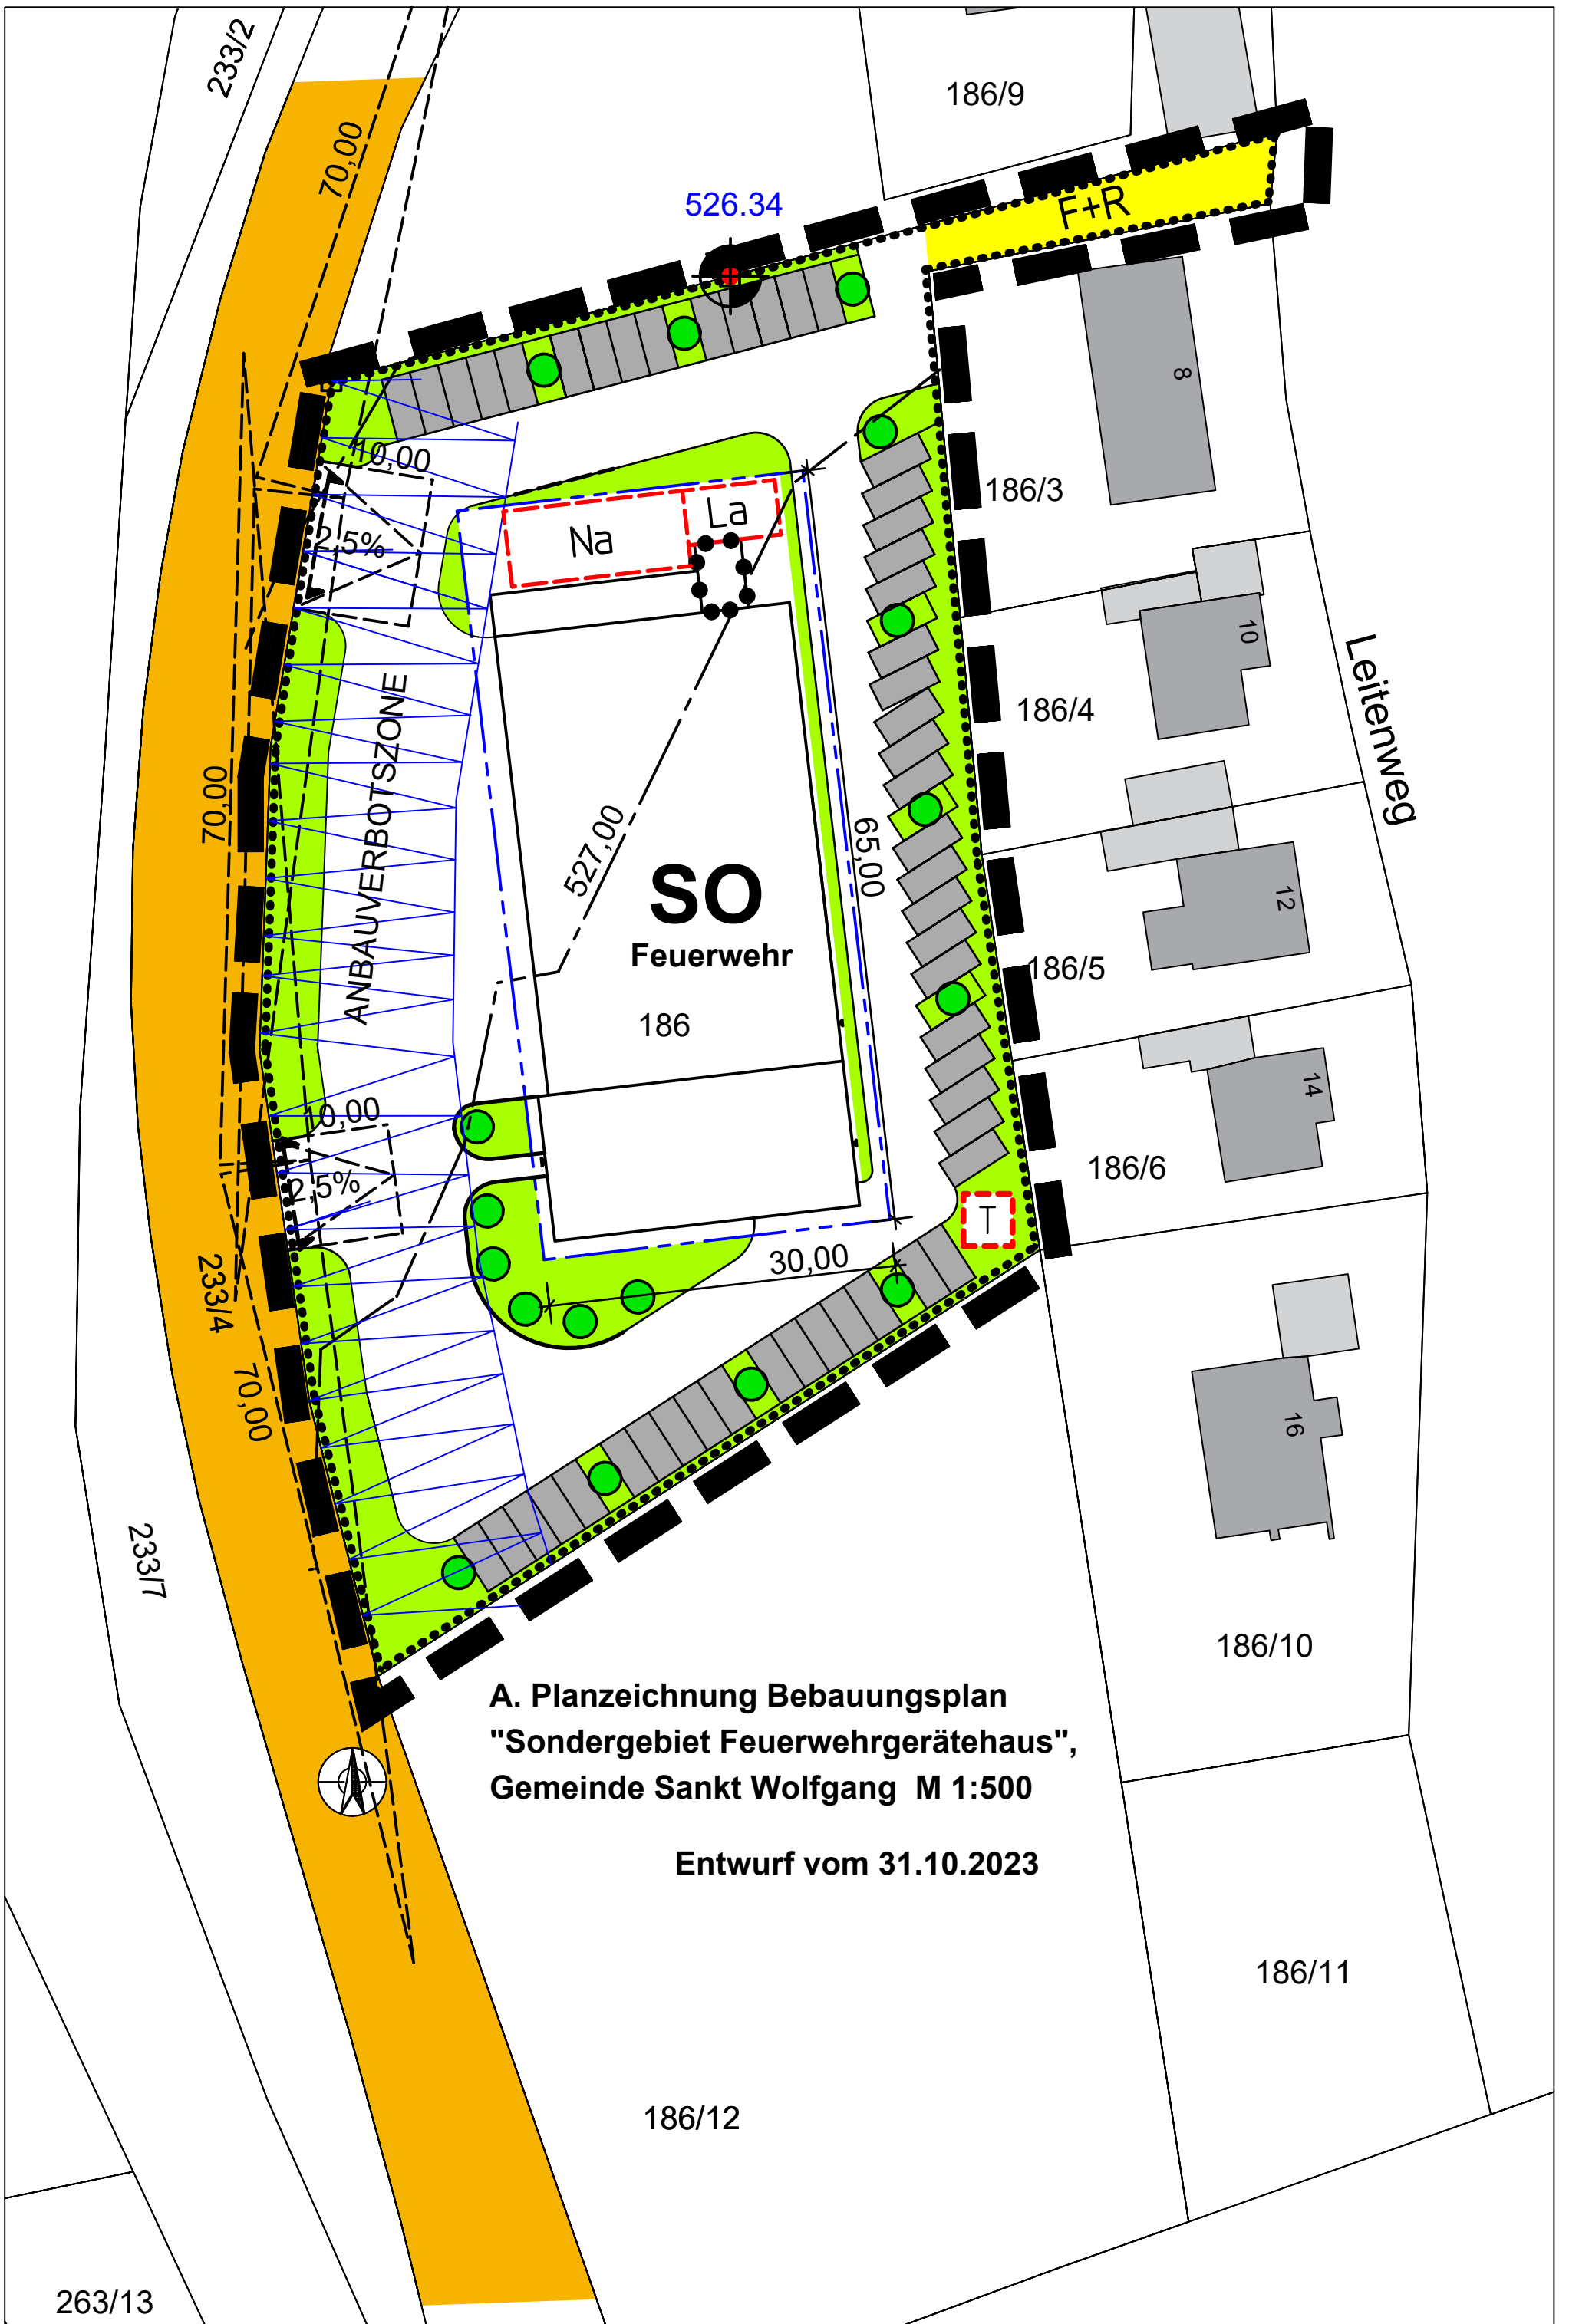 233/2
186/9
70,00
526.34
F+R
8
10,00
186/3
La
Na
2,5%
10
Leitenweg
186/4
ANBAUVERBOTSZONE
70,00
527,00
65,00
SO
12
Feuerwehr
186/5
186
14
10,00
186/6
2,5%
T
30,00
233/4
70,00
16
233/7
186/10
A. Planzeichnung Bebauungsplan
"Sondergebiet Feuerwehrgerätehaus",
Gemeinde Sankt Wolfgang M 1:500
Entwurf vom 31.10.2023
186/11
186/12
263/13